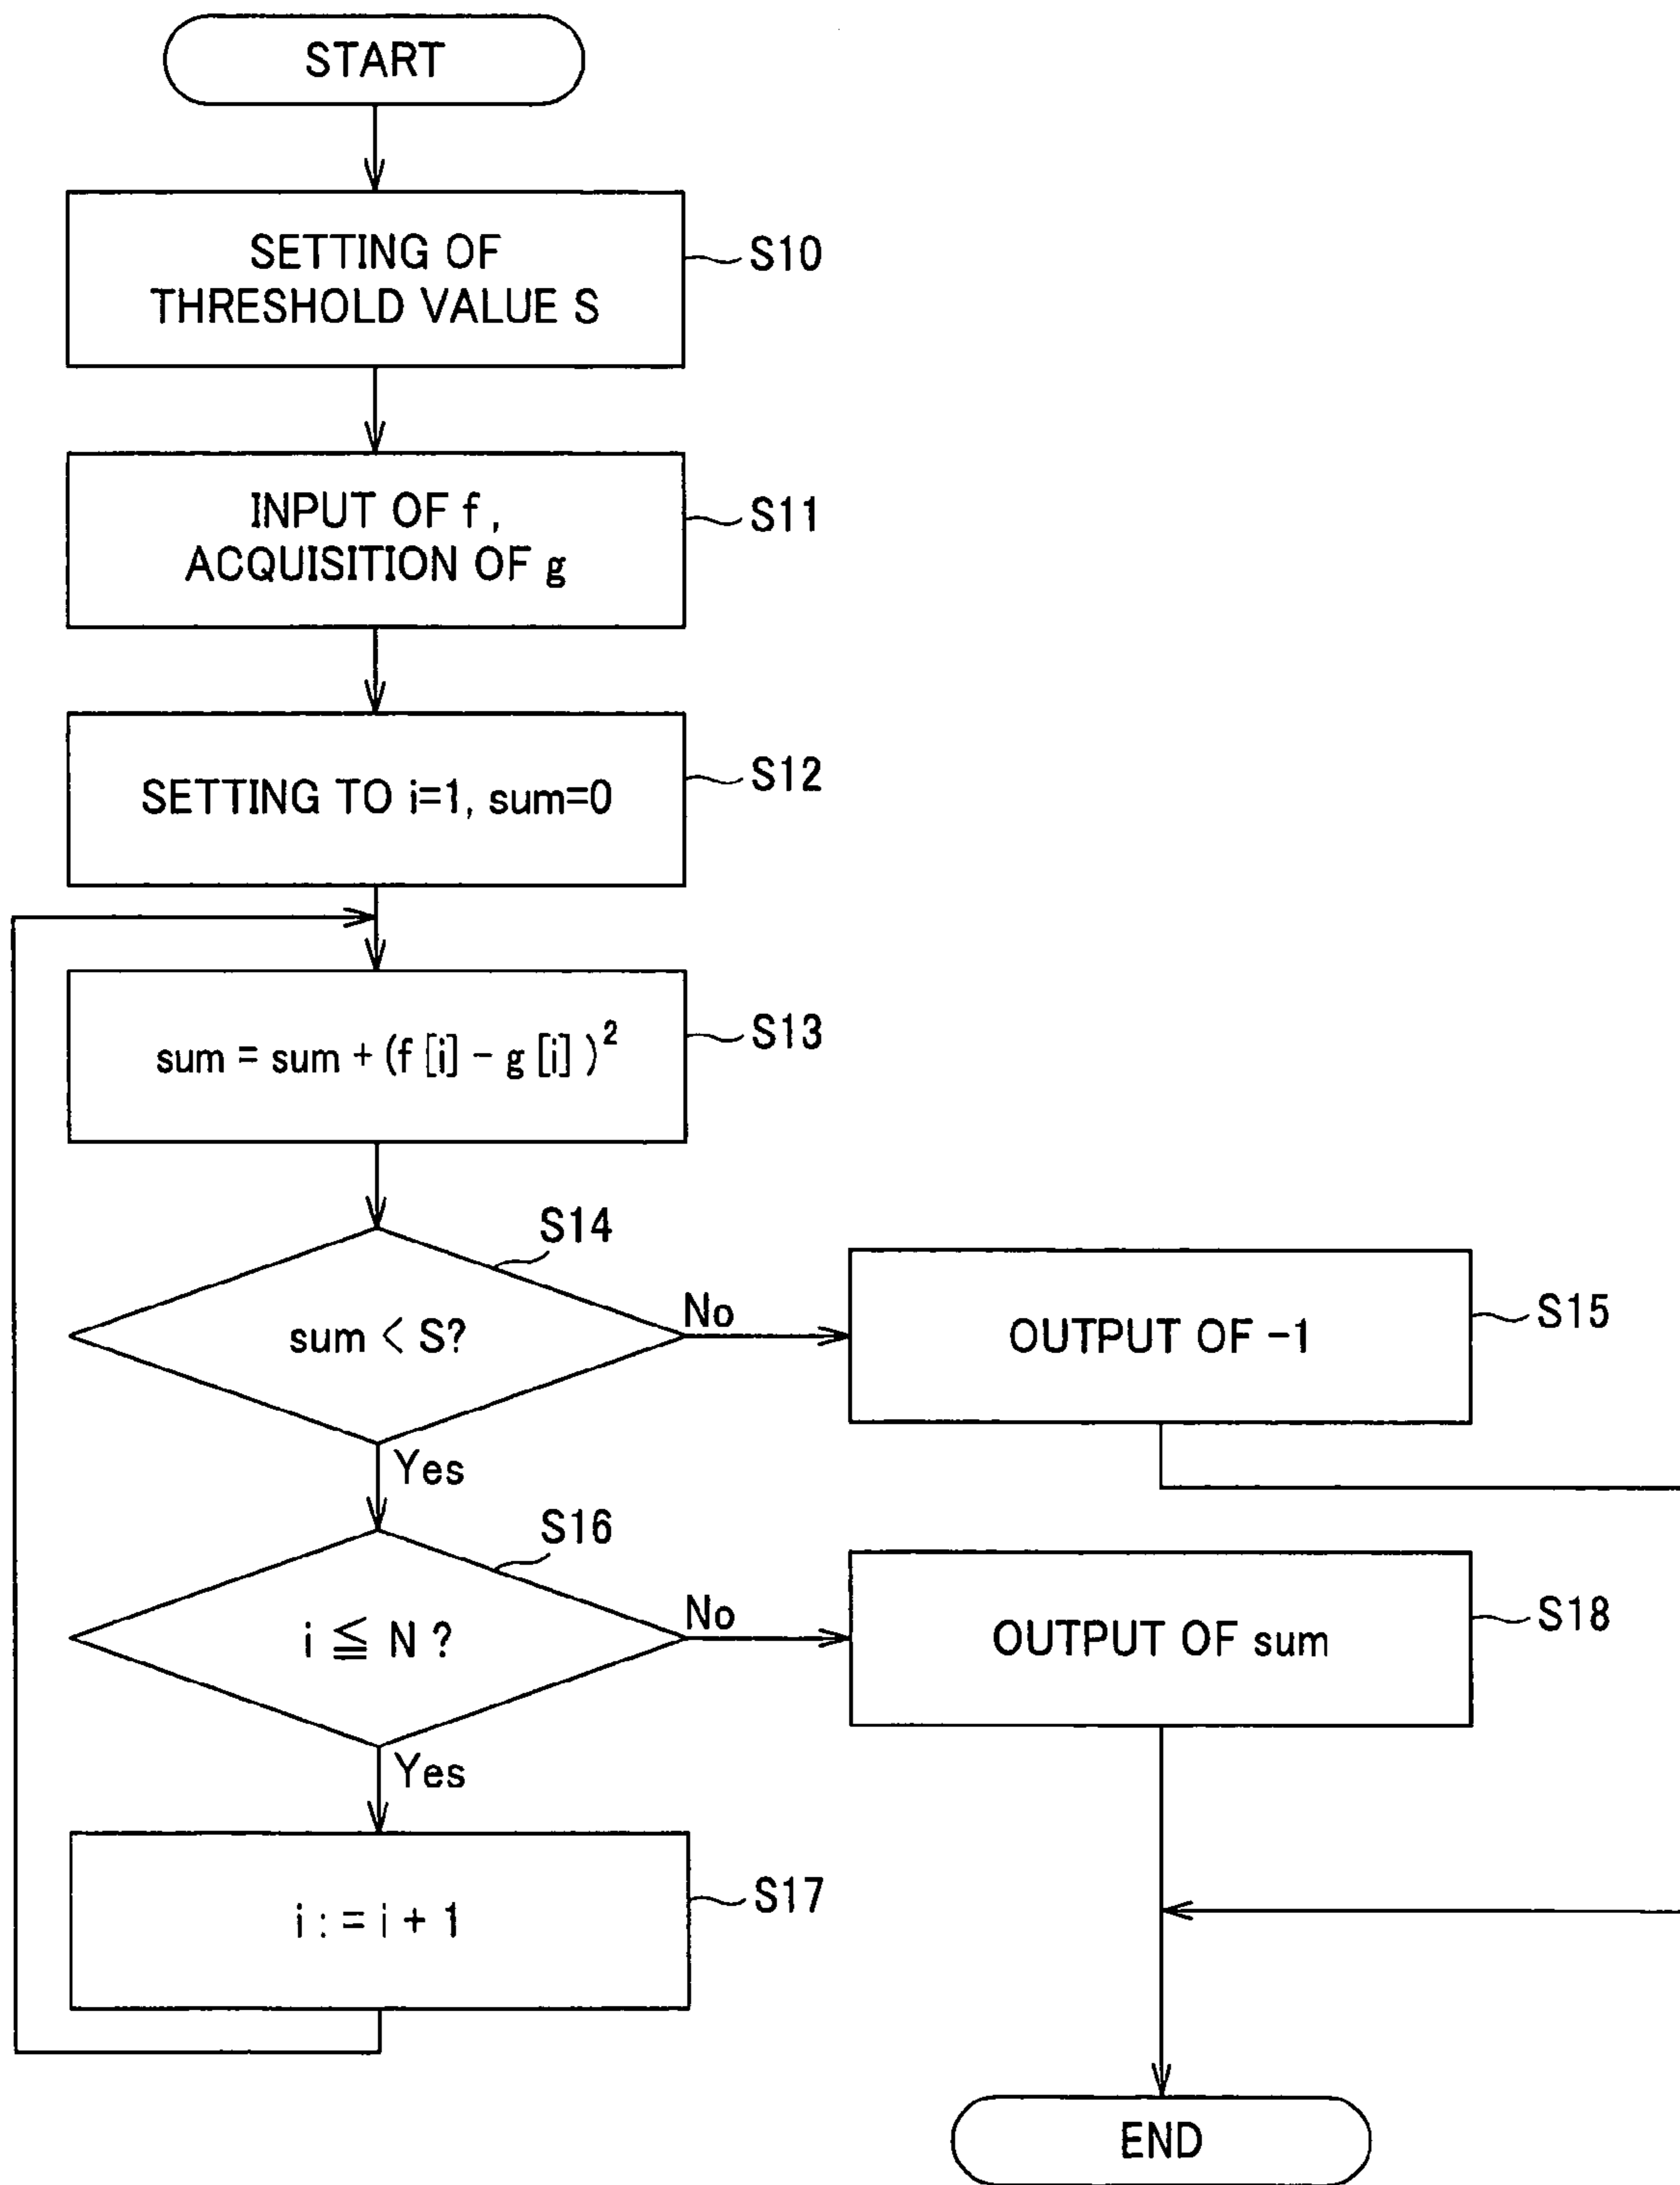 START
SETTING OF
THRESHOLD VALUE S
S10
INPUT OF f,
ACQUISITION OF g
S11
SETTING TO i=1, sum=0
S12
sum = sum + (f [i] - g [i] )²
S13
S14
sum < S?
No
OUTPUT OF -1
S15
Yes
S16
i ≦ N ?
No
OUTPUT OF sum
S18
Yes
i : = i + 1
S17
END